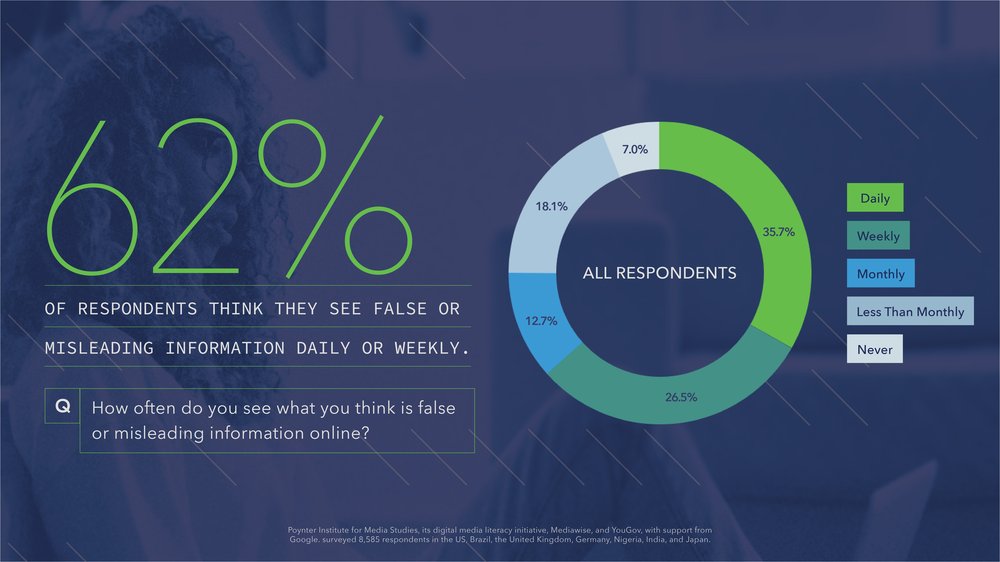 62%
OF RESPONDENTS THINK THEY SEE FALSE OR
MISLEADING INFORMATION DAILY OR WEEKLY.
Q
How often do you see what you think is false
or misleading information online?
7.0%
18.1%
35.7%
ALL RESPONDENTS
12.7%
26.5%
Daily
Weekly
Monthly
Less Than Monthly
Never
Poynter Institute for Media Studies, its digital media literacy initiative, Mediawise, and YouGov, with support from
Google. surveyed 8,585 respondents in the US, Brazil, the United Kingdom, Germany, Nigeria, India, and Japan.